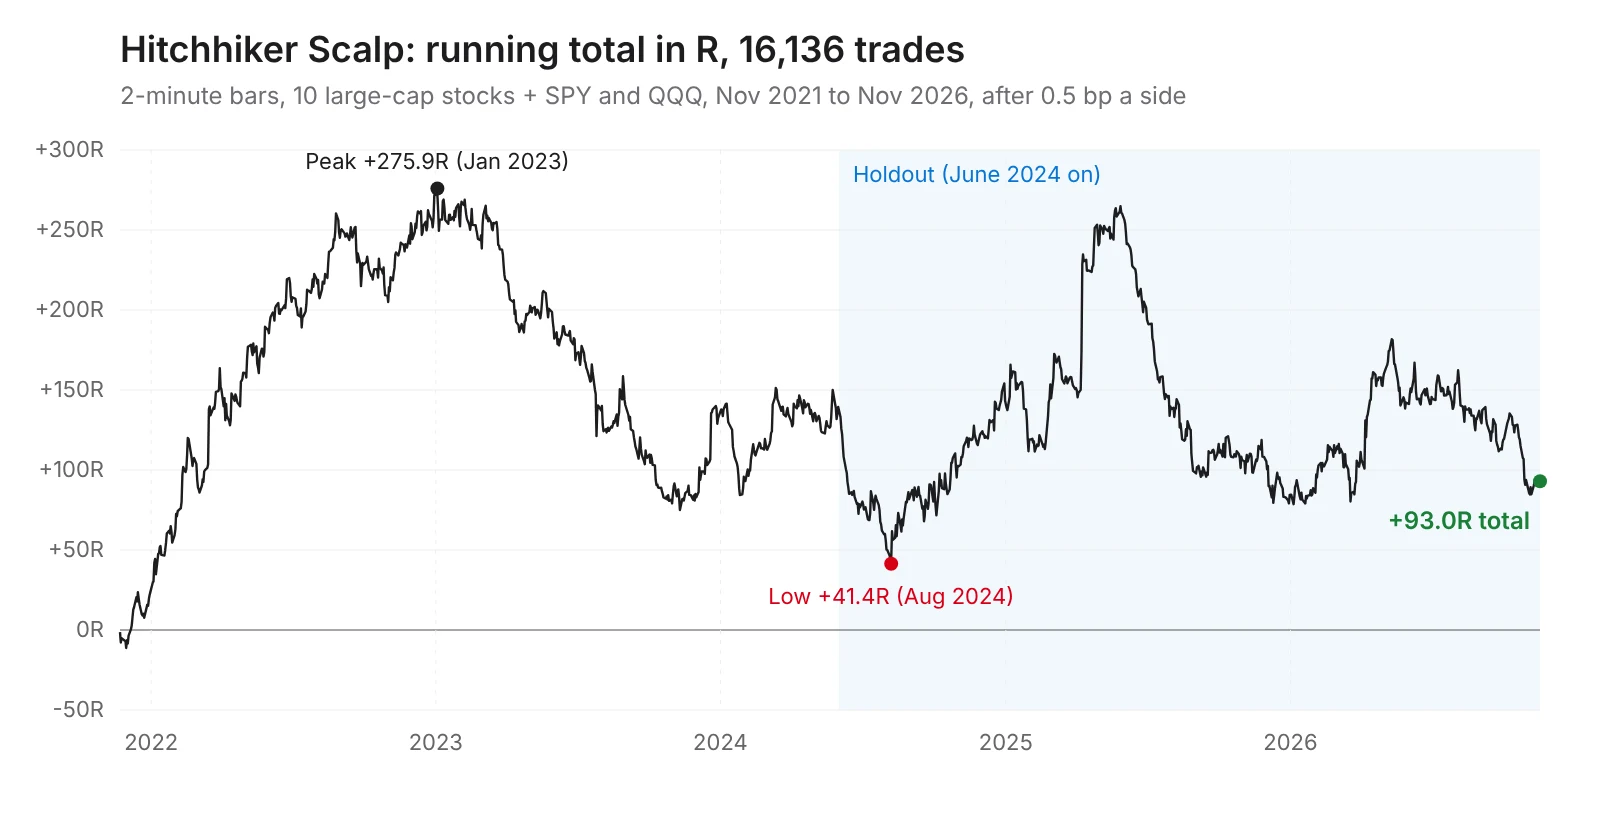 Hitchhiker Scalp: running total in R, 16,136 trades
2-minute bars, 10 large-cap stocks + SPY and QQQ, Nov 2021 to Nov 2026, after 0.5 bp a side
+300R
Peak +275.9R (Jan 2023)
Holdout (June 2024 on)
+250R
+200R
+150R
+100R
+93.0R total
+50R
Low +41.4R (Aug 2024)
0R
-50R
2022 2023 2024 2025 2026